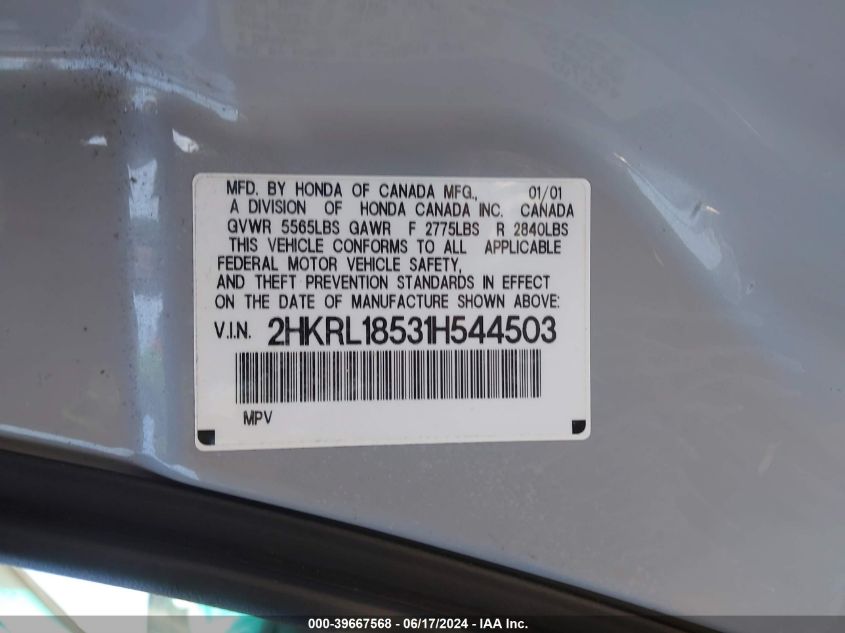 MFD. BY HONDA OF CANADA MFG., 01/01
A DIVISION OF HONDA CANADA INC. CANADA
GVWR 5565LBS GAWR F 2775LBS R 2840LBS
THIS VEHICLE CONFORMS TO ALL APPLICABLE
FEDERAL MOTOR VEHICLE SAFETY,
AND THEFT PREVENTION STANDARDS IN EFFECT
ON THE DATE OF MANUFACTURE SHOWN ABOVE:
V.I.N. 2HKRL18531H544503
MPV
000-39667568 - 06/17/2024 - IAA Inc.